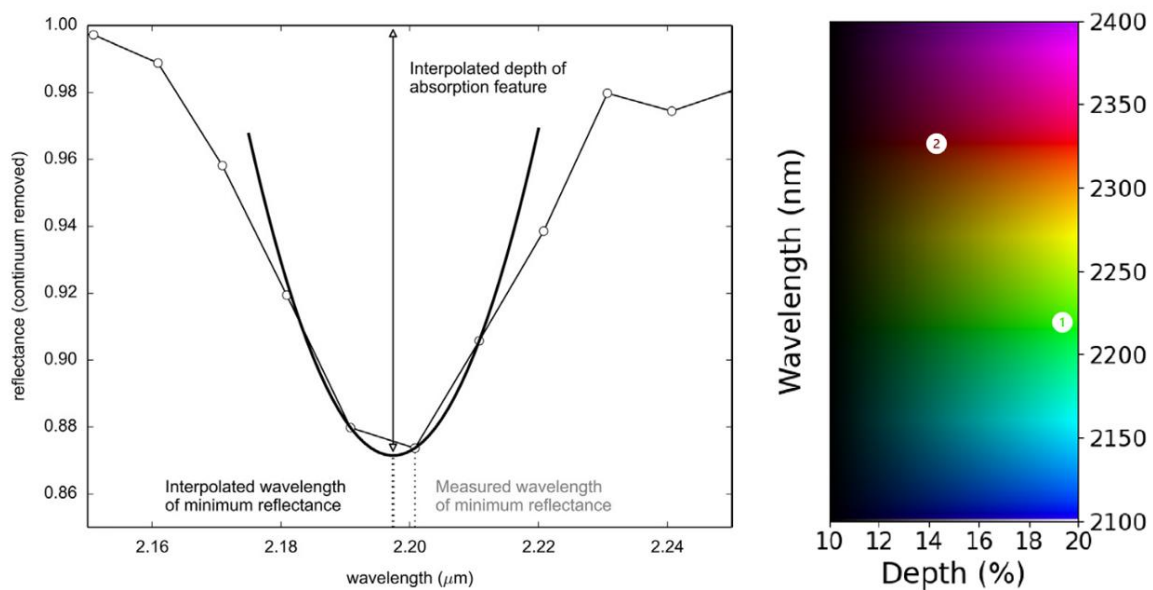 1.00
0.98
0.96
0.94
0.92
0.90
0.88
0.86
reflectance (continuum removed)
Interpolated depth of
absorption feature
Interpolated wavelength
of minimum reflectance
Measured wavelength
of minimum reflectance
2.16
2.18
2.20
2.22
2.24
wavelength (μm)
Wavelength (nm)
2400
2350
2300
2250
2200
2150
2100
2
1
10
12
14
16
18
20
Depth (%)